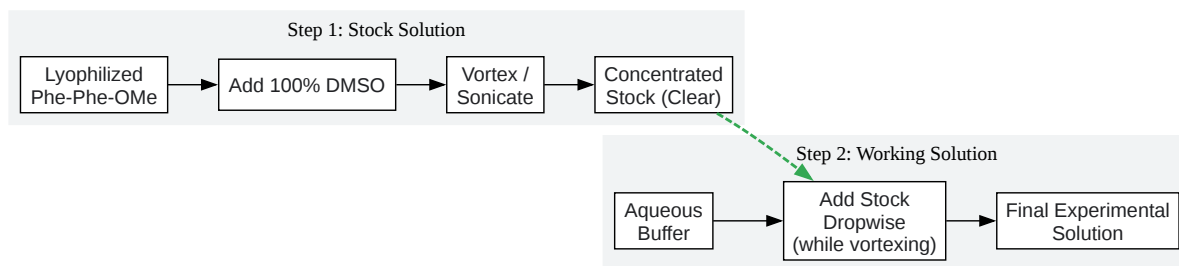 Step 1: Stock Solution
Lyophilized
Phe-Phe-OMe
Add 100% DMSO
Vortex /
Sonicate
Concentrated
Stock (Clear)
Step 2: Working Solution
Aqueous
Buffer
Add Stock
Dropwise
(while vortexing)
Final Experimental
Solution